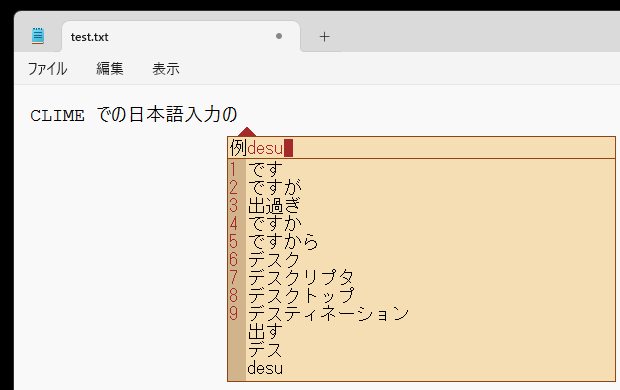 test.txt
ファイル 編集 表示
CLIME での日本語入力の
例desu
1 です
2 ですが
3 出過ぎ
4 ですか
5 ですから
6 デスク
7 デスクリプタ
8 デスクトップ
9 デスティネーション
出す
デス
desu